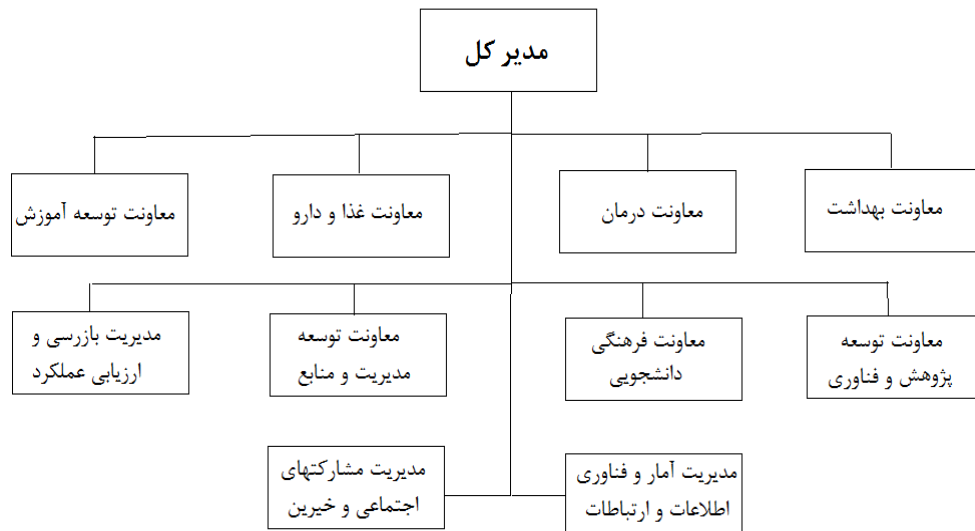 مدیر کل
معاونت بهداشت
معاونت درمان
معاونت غذا و دارو
معاونت توسعه آموزش
معاونت توسعه
پژوهش و فناوری
معاونت فرهنگی
دانشجویی
معاونت توسعه
مدیریت و منابع
مدیریت بازرسی و
ارزیابی عملکرد
مدیریت آمار و فناوری
اطلاعات و ارتباطات
مدیریت مشارکتهای
اجتماعی و خیرین